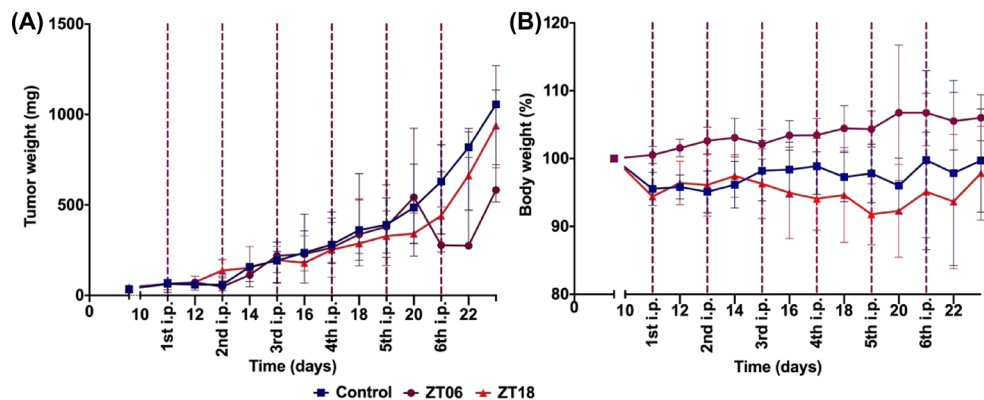 (A)
Tumor weight (mg)
1500
1000
500
0
0 10 1st i.p. 12 2nd i.p. 14 3rd i.p. 16 4th i.p. 18 5th i.p. 20 6th i.p. 22
Time (days)
(B)
Body weight (%)
120
110
100
90
80
0 10 1st i.p. 12 2nd i.p. 14 3rd i.p. 16 4th i.p. 18 5th i.p. 20 6th i.p. 22
Time (days)
Control ZT06 ZT18